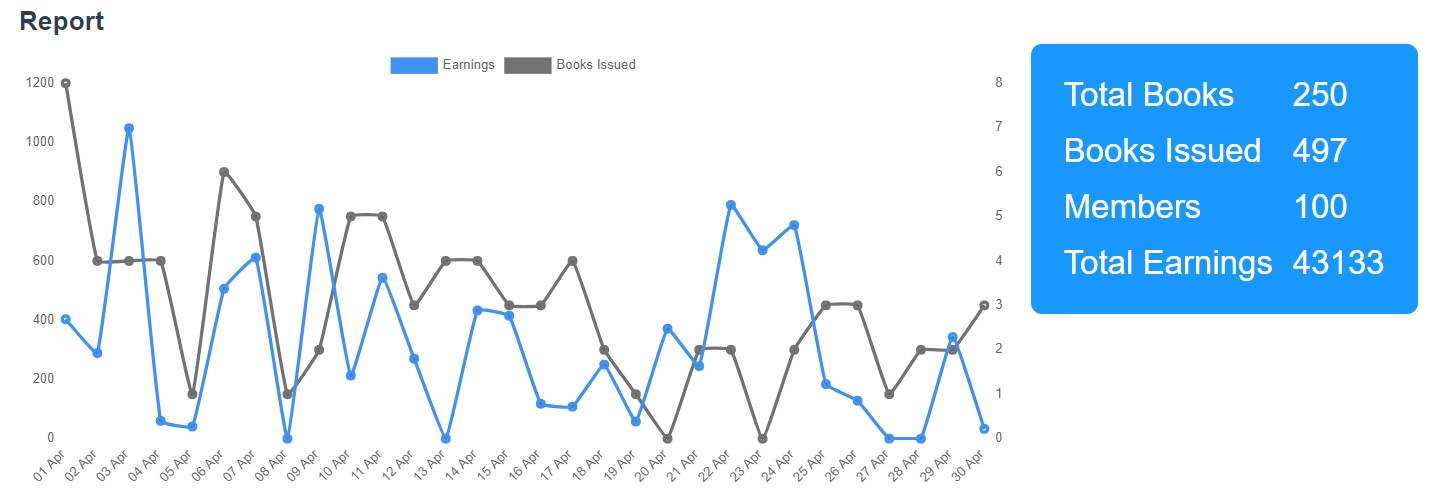 Report
Earnings Books Issued
1200 8
7
1000
6
800
5
600 4
400 3
2
200
1
0 0
01 Apr 02 Apr 03 Apr 04 Apr 05 Apr 06 Apr 07 Apr 08 Apr 09 Apr 10 Apr 11 Apr 12 Apr 13 Apr 14 Apr 15 Apr 16 Apr 17 Apr 18 Apr 19 Apr 20 Apr 21 Apr 22 Apr 23 Apr 24 Apr 25 Apr 26 Apr 27 Apr 28 Apr 29 Apr 30 Apr
Total Books 250
Books Issued 497
Members 100
Total Earnings 43133